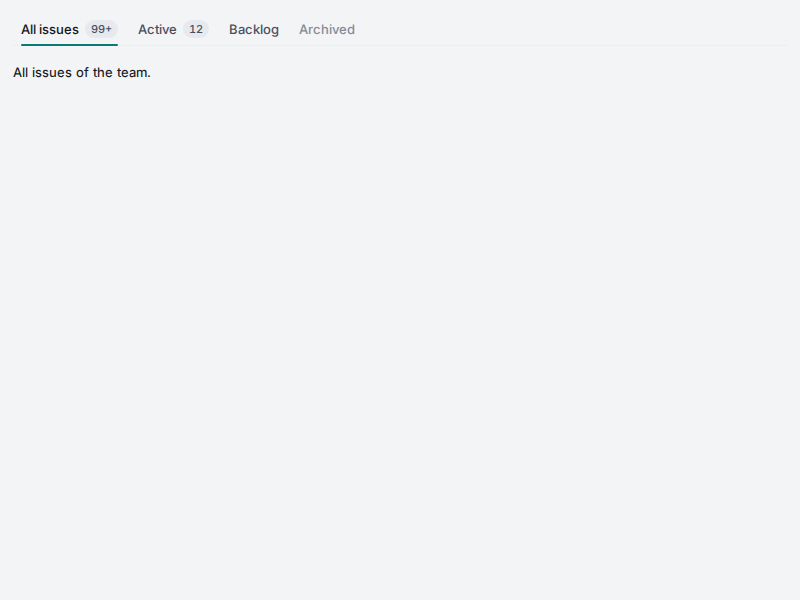 All issues 99+ Active 12 Backlog Archived
All issues of the team.